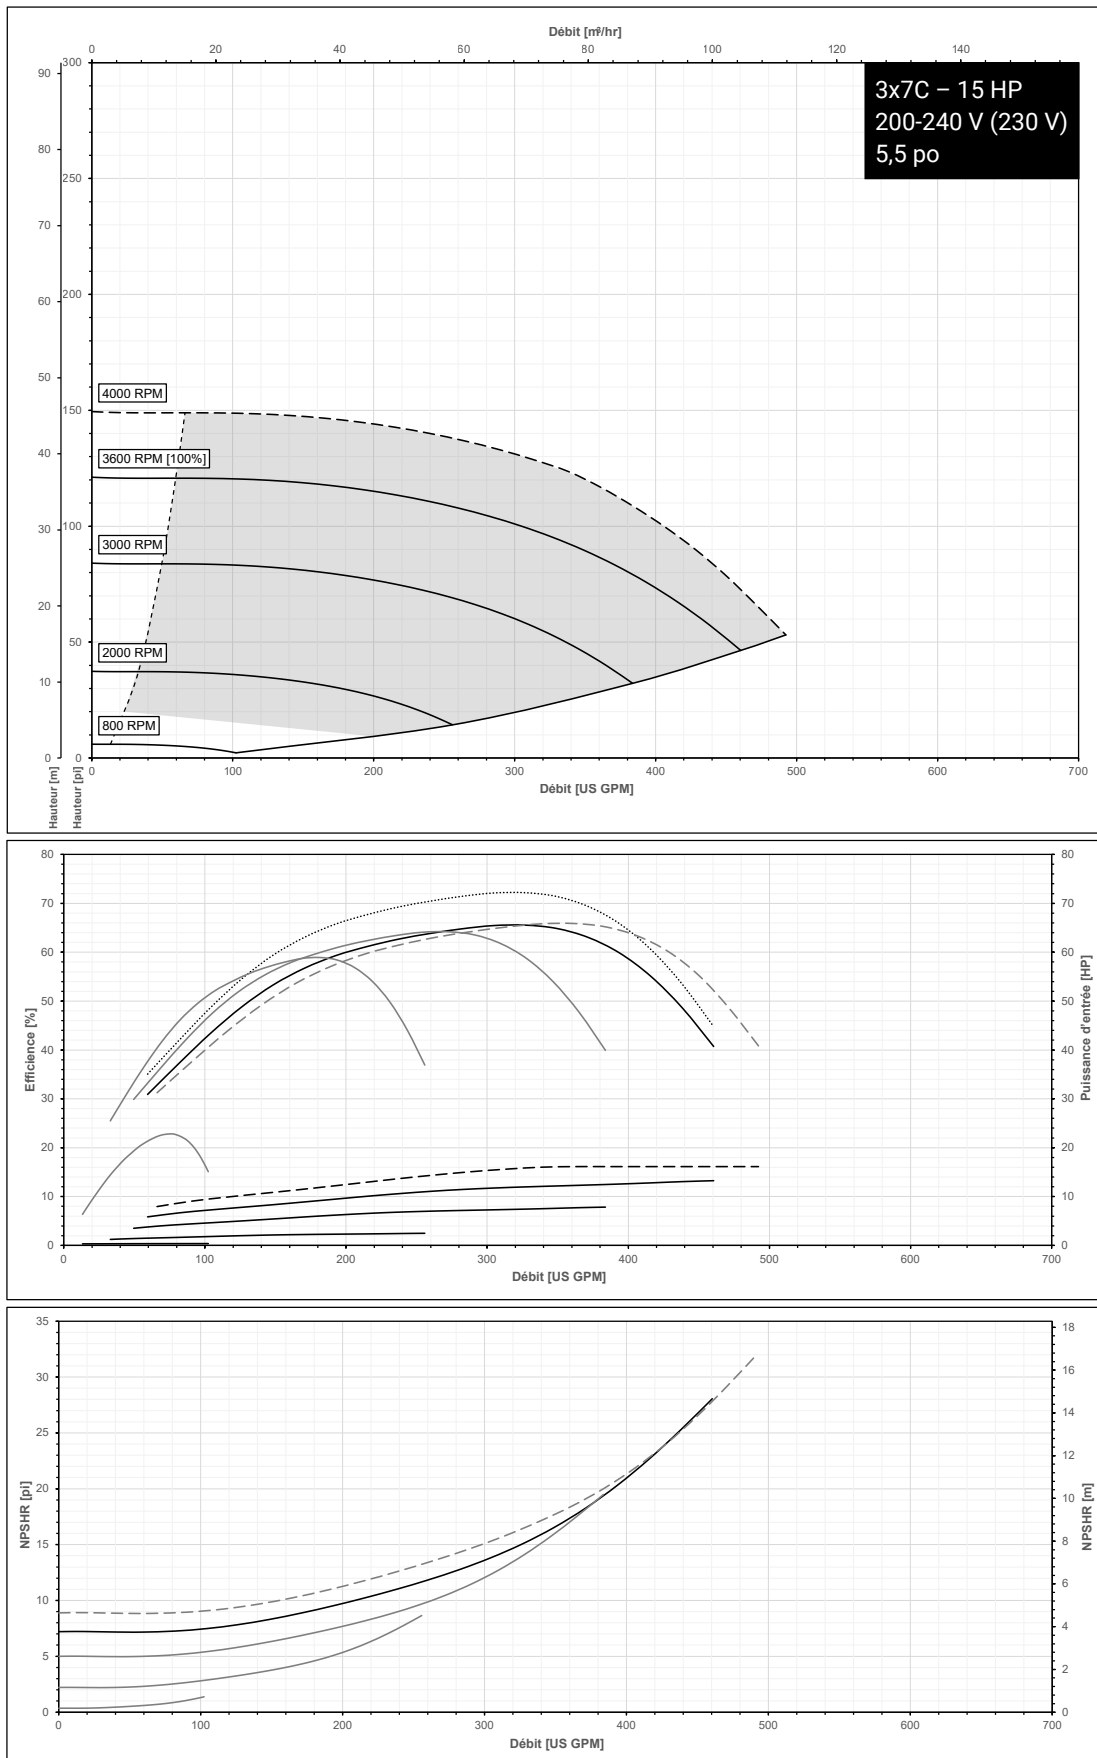 Débit [m³/hr]
0 20 40 60 80 100 120 140
3x7C – 15 HP
200-240 V (230 V)
5,5 po
90
80
70
60
50
40
30
20
10
0
300
250
200
150
100
50
0
4000 RPM
3600 RPM [100%]
3000 RPM
2000 RPM
800 RPM
0 100 200 300 400 500 600 700
Débit [US GPM]
Hauteur [m]
Hauteur [pi]
80
70
60
50
40
30
20
10
0
Efficience [%]
80
70
60
50
40
30
20
10
0
Puissance d'entrée [HP]
0 100 200 300 400 500 600 700
Débit [US GPM]
35
30
25
20
15
10
5
0
NPSHR [pi]
18
16
14
12
10
8
6
4
2
0
NPSHR [m]
0 100 200 300 400 500 600 700
Débit [US GPM]